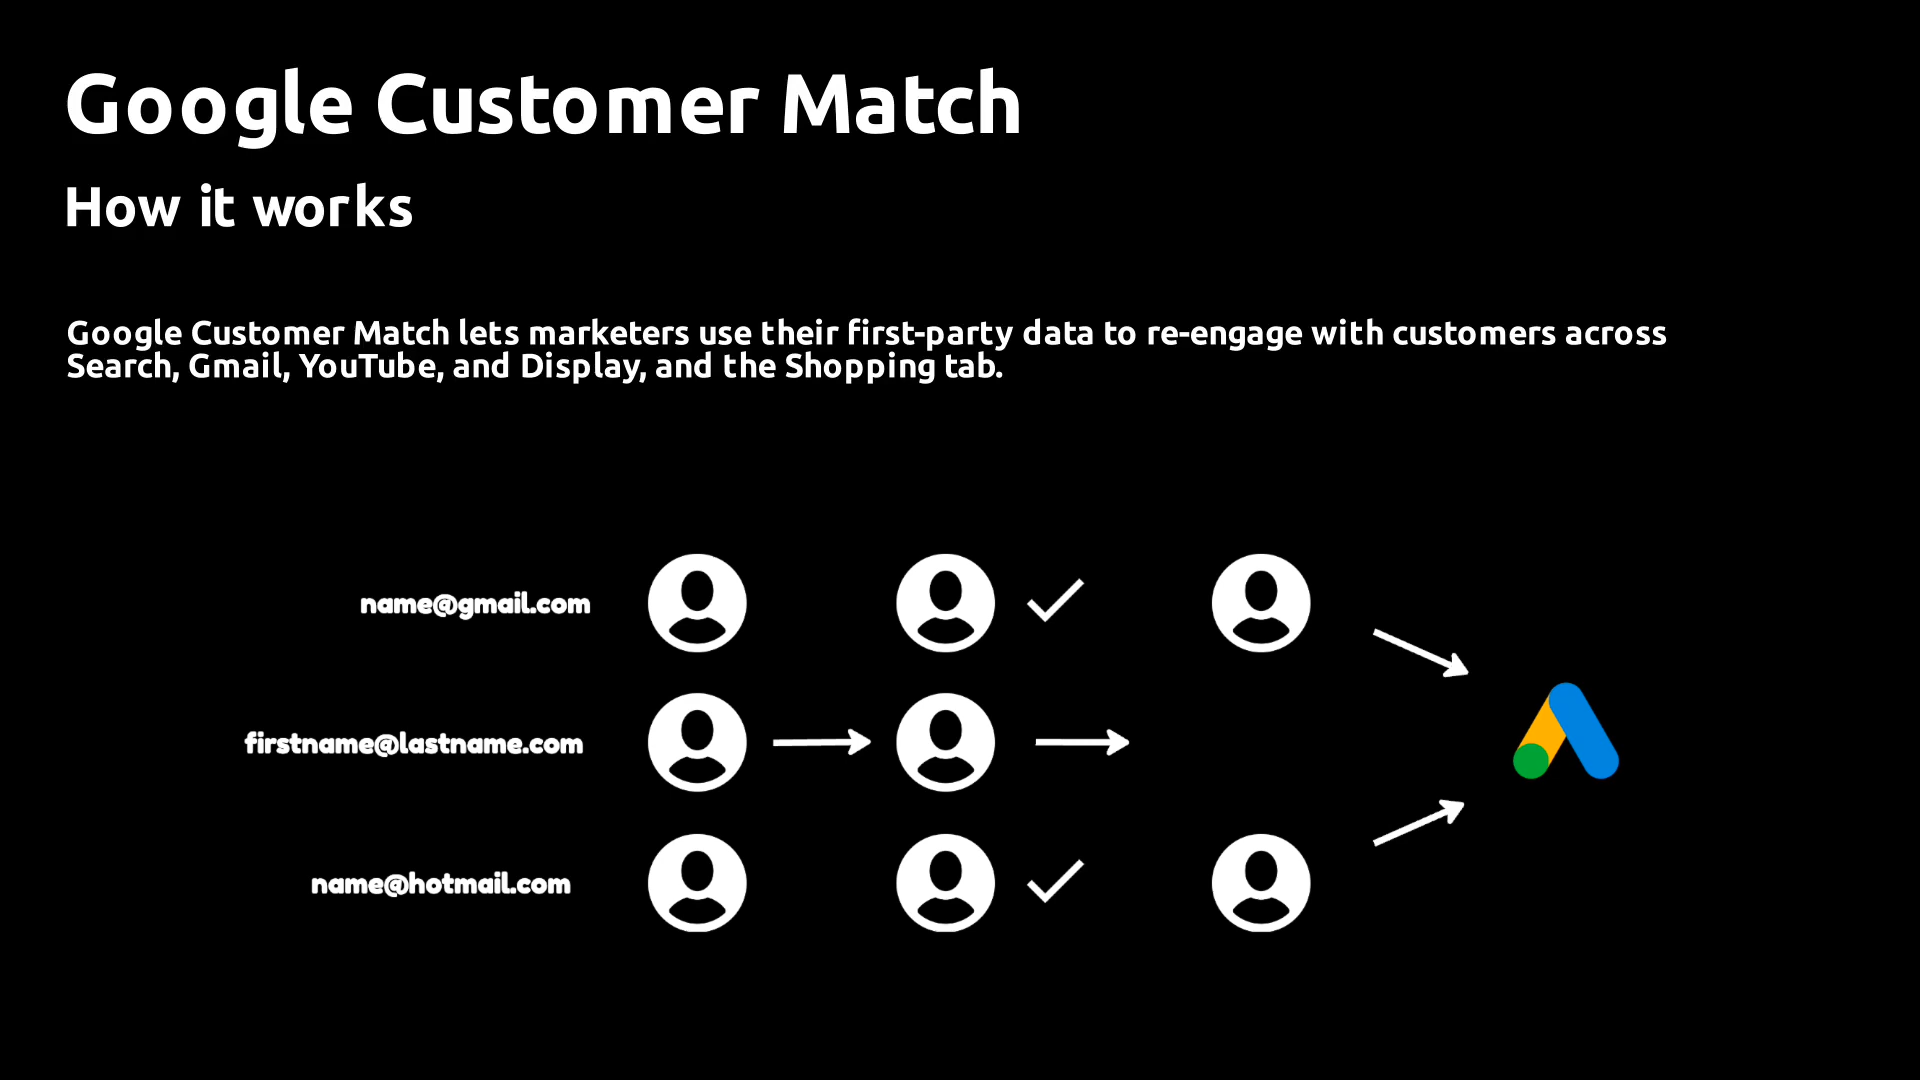 Google Customer Match
How it works
Google Customer Match lets marketers use their first-party data to re-engage with customers across
Search, Gmail, YouTube, and Display, and the Shopping tab.
name@gmail.com
firstname@lastname.com
name@hotmail.com